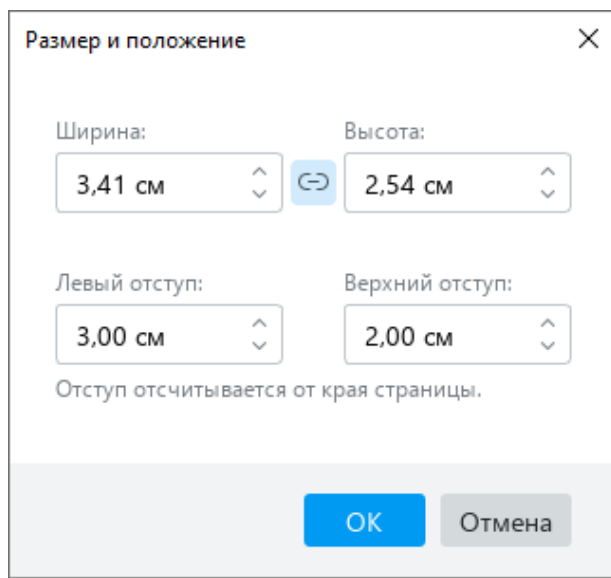 Размер и положение
Ширина: Высота:
3,41 см 2,54 см
Левый отступ: Верхний отступ:
3,00 см 2,00 см
Отступ отсчитывается от края страницы.
ОК Отмена